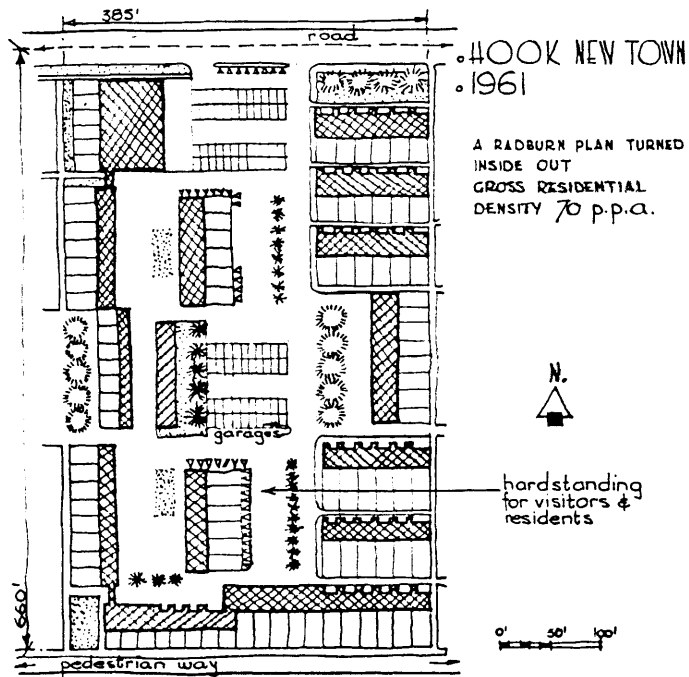 385'
road
HOOK NEW TOWN
1961
A RADBURN PLAN TURNED
INSIDE OUT
GROSS RESIDENTIAL
DENSITY 70 p.p.a.
N.
garages
hardstanding
for visitors &
residents
660'
0' 50' 100'
pedestrian way